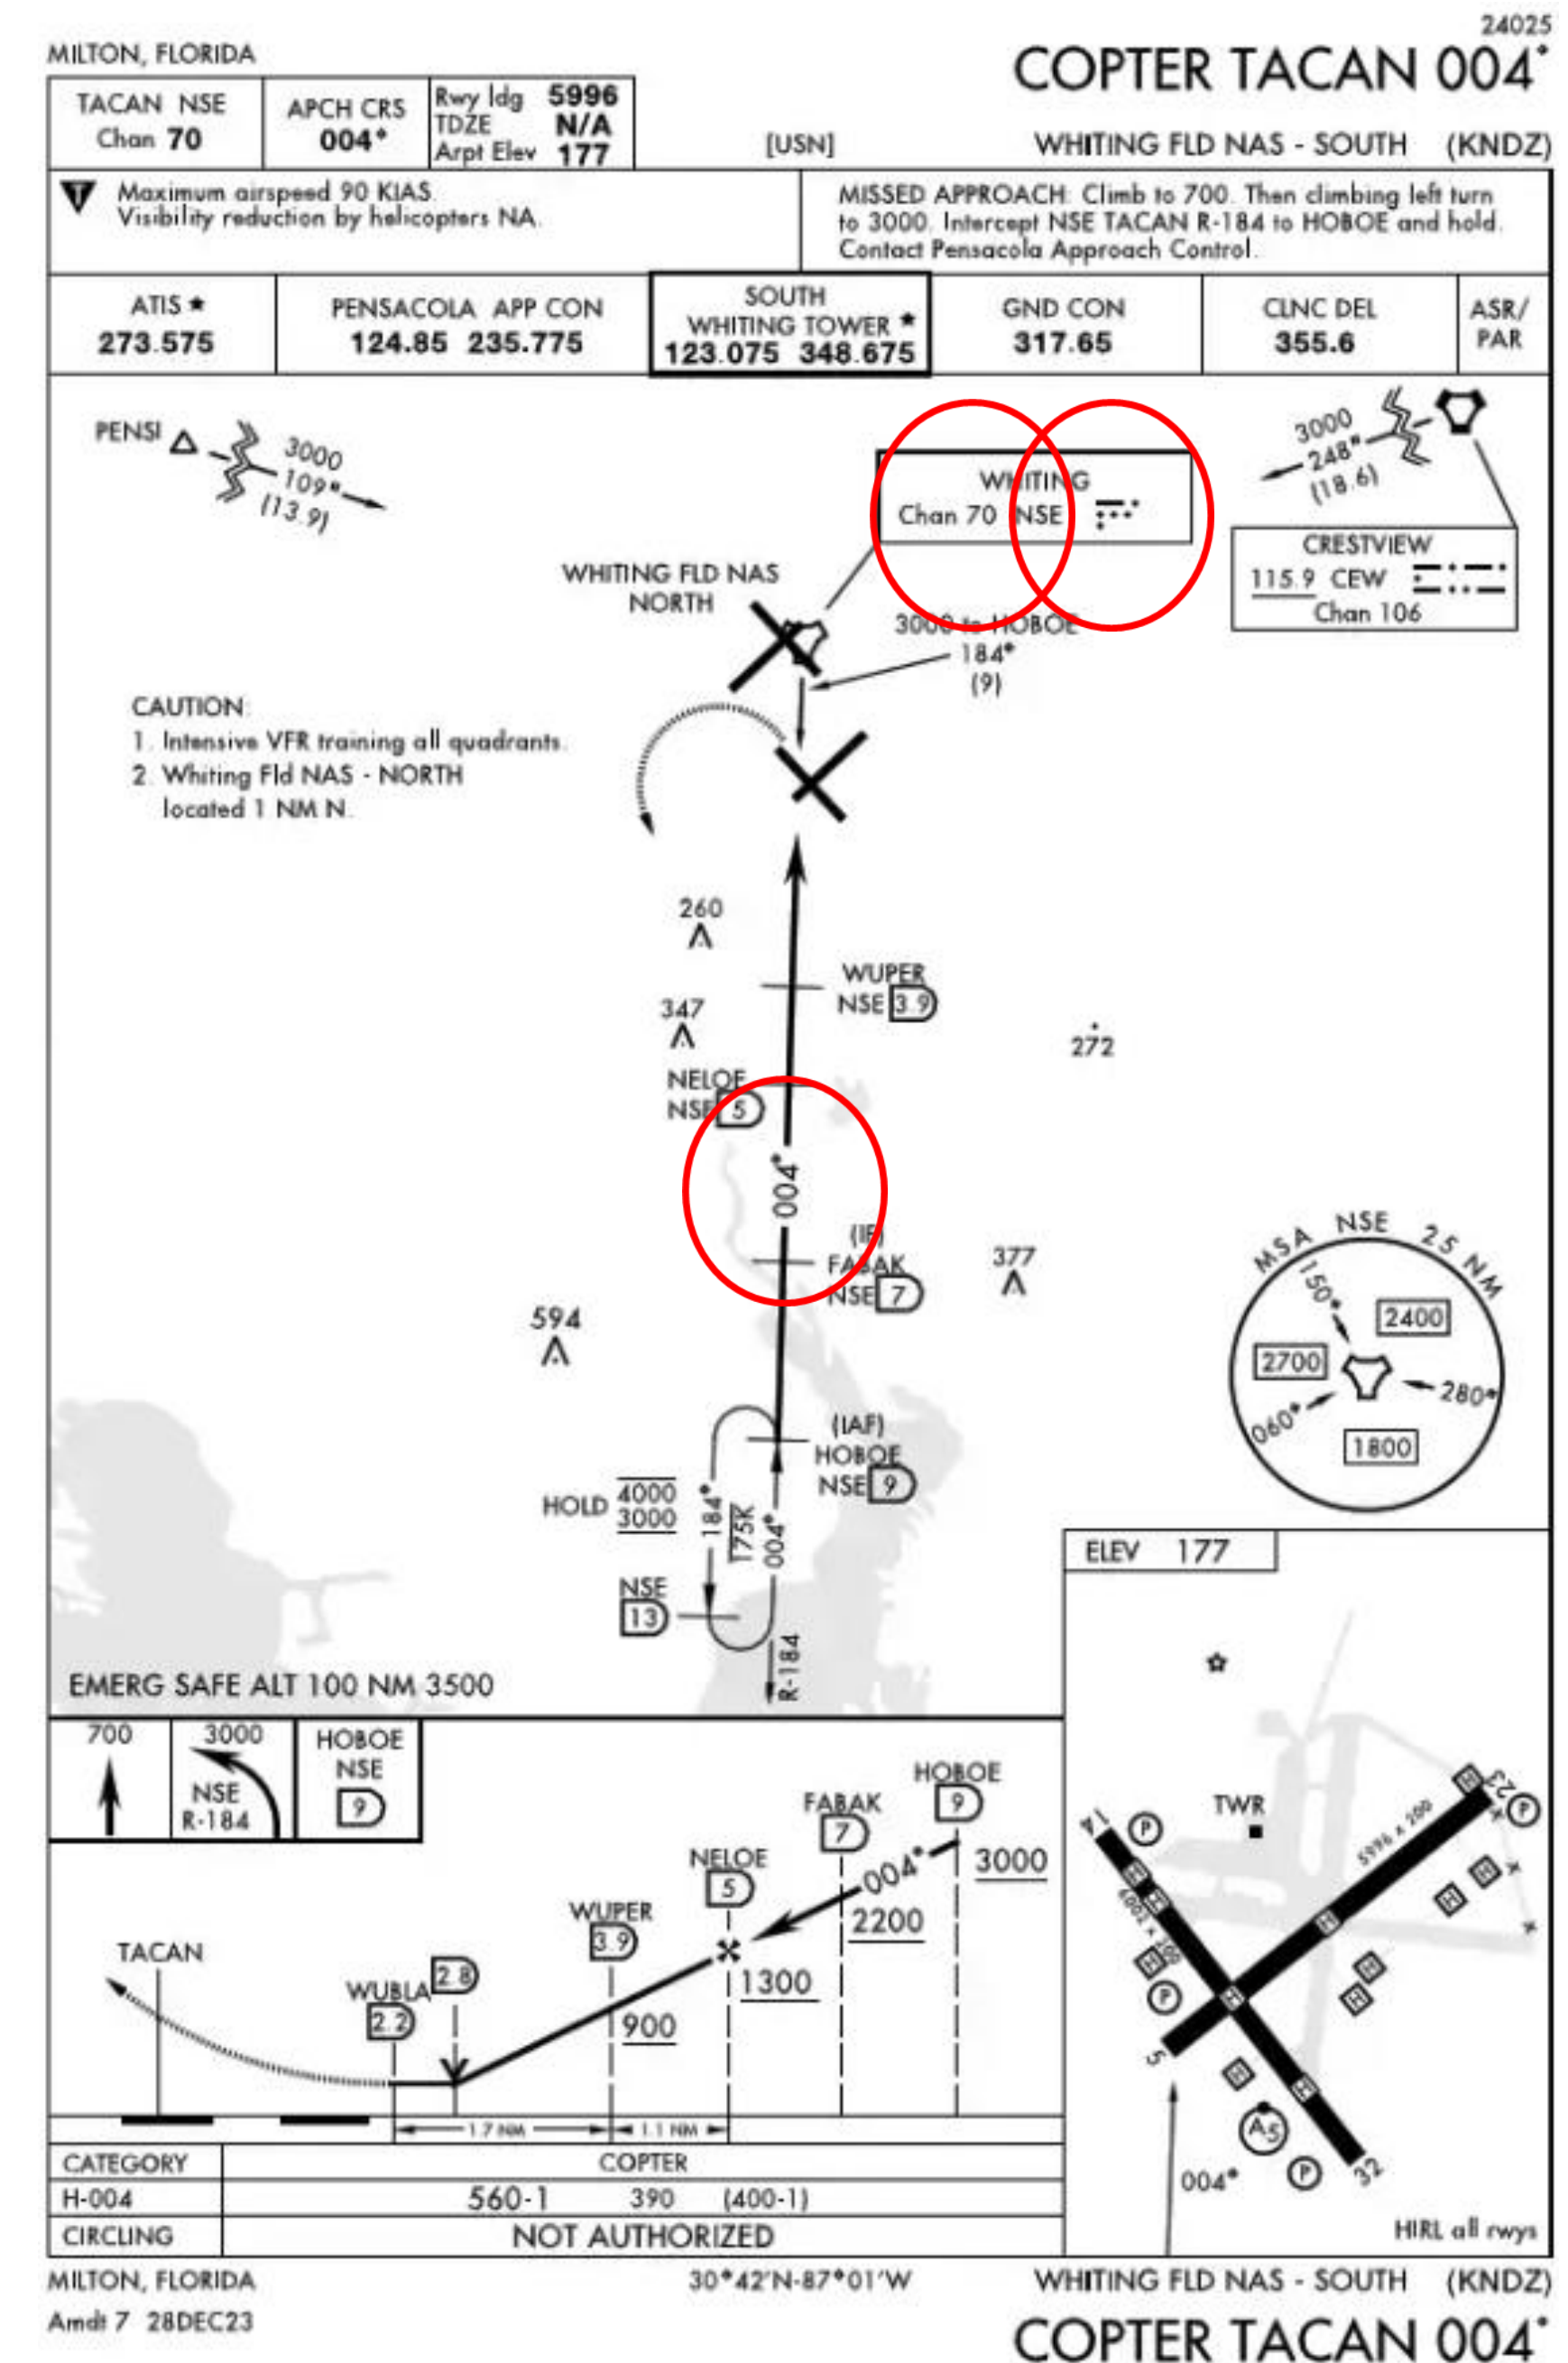 24025
MILTON, FLORIDA
COPTER TACAN 004°
TACAN NSE
Chan 70
APCH CRS
004°
Rwy ldg 5996
TDZE N/A
Arpt Elev 177
[USN]
WHITING FLD NAS - SOUTH (KNDZ)
T
Maximum airspeed 90 KIAS.
Visibility reduction by helicopters NA.
MISSED APPROACH: Climb to 700. Then climbing left turn
to 3000. Intercept NSE TACAN R-184 to HOBOE and hold.
Contact Pensacola Approach Control.
ATIS ★
273.575
PENSACOLA APP CON
124.85 235.775
SOUTH
WHITING TOWER ★
123.075 348.675
GND CON
317.65
CLNC DEL
355.6
ASR/
PAR
PENSI
3000
109°
(13.9)
WHITING
Chan 70 NSE
3000
248°
(18.6)
CRESTVIEW
115.9 CEW
Chan 106
WHITING FLD NAS
NORTH
3000 to HOBOE
184°
(9)
CAUTION:
1. Intensive VFR training all quadrants.
2. Whiting Fld NAS - NORTH
located 1 NM N.
260
WUPER
NSE 3.9
347
272
NELOE
NSE 5
004°
(IF)
FABAK
NSE 7
377
594
MSA NSE 25 NM
150°
2400
2700
280°
060°
1800
(IAF)
HOBOE
NSE 9
HOLD 4000
3000
184°
175K
004°
NSE
13
R-184
EMERG SAFE ALT 100 NM 3500
ELEV 177
700
3000
NSE
R-184
HOBOE
NSE
9
HOBOE
9
FABAK
7
004°
3000
NELOE
5
2200
WUPER
3.9
TACAN
1300
2.8
WUBLA
2.2
900
1.7 NM
1.1 NM
TWR
14
P
23
P
5996 x 200
H
H
H
H
H
H
H
H
H
H
H
H
P
5
A5
P
32
004°
HIRL all rwys
CATEGORY COPTER
H-004 560-1 390 (400-1)
CIRCLING NOT AUTHORIZED
MILTON, FLORIDA
30°42'N-87°01'W
WHITING FLD NAS - SOUTH (KNDZ)
Amdt 7 28DEC23
COPTER TACAN 004°